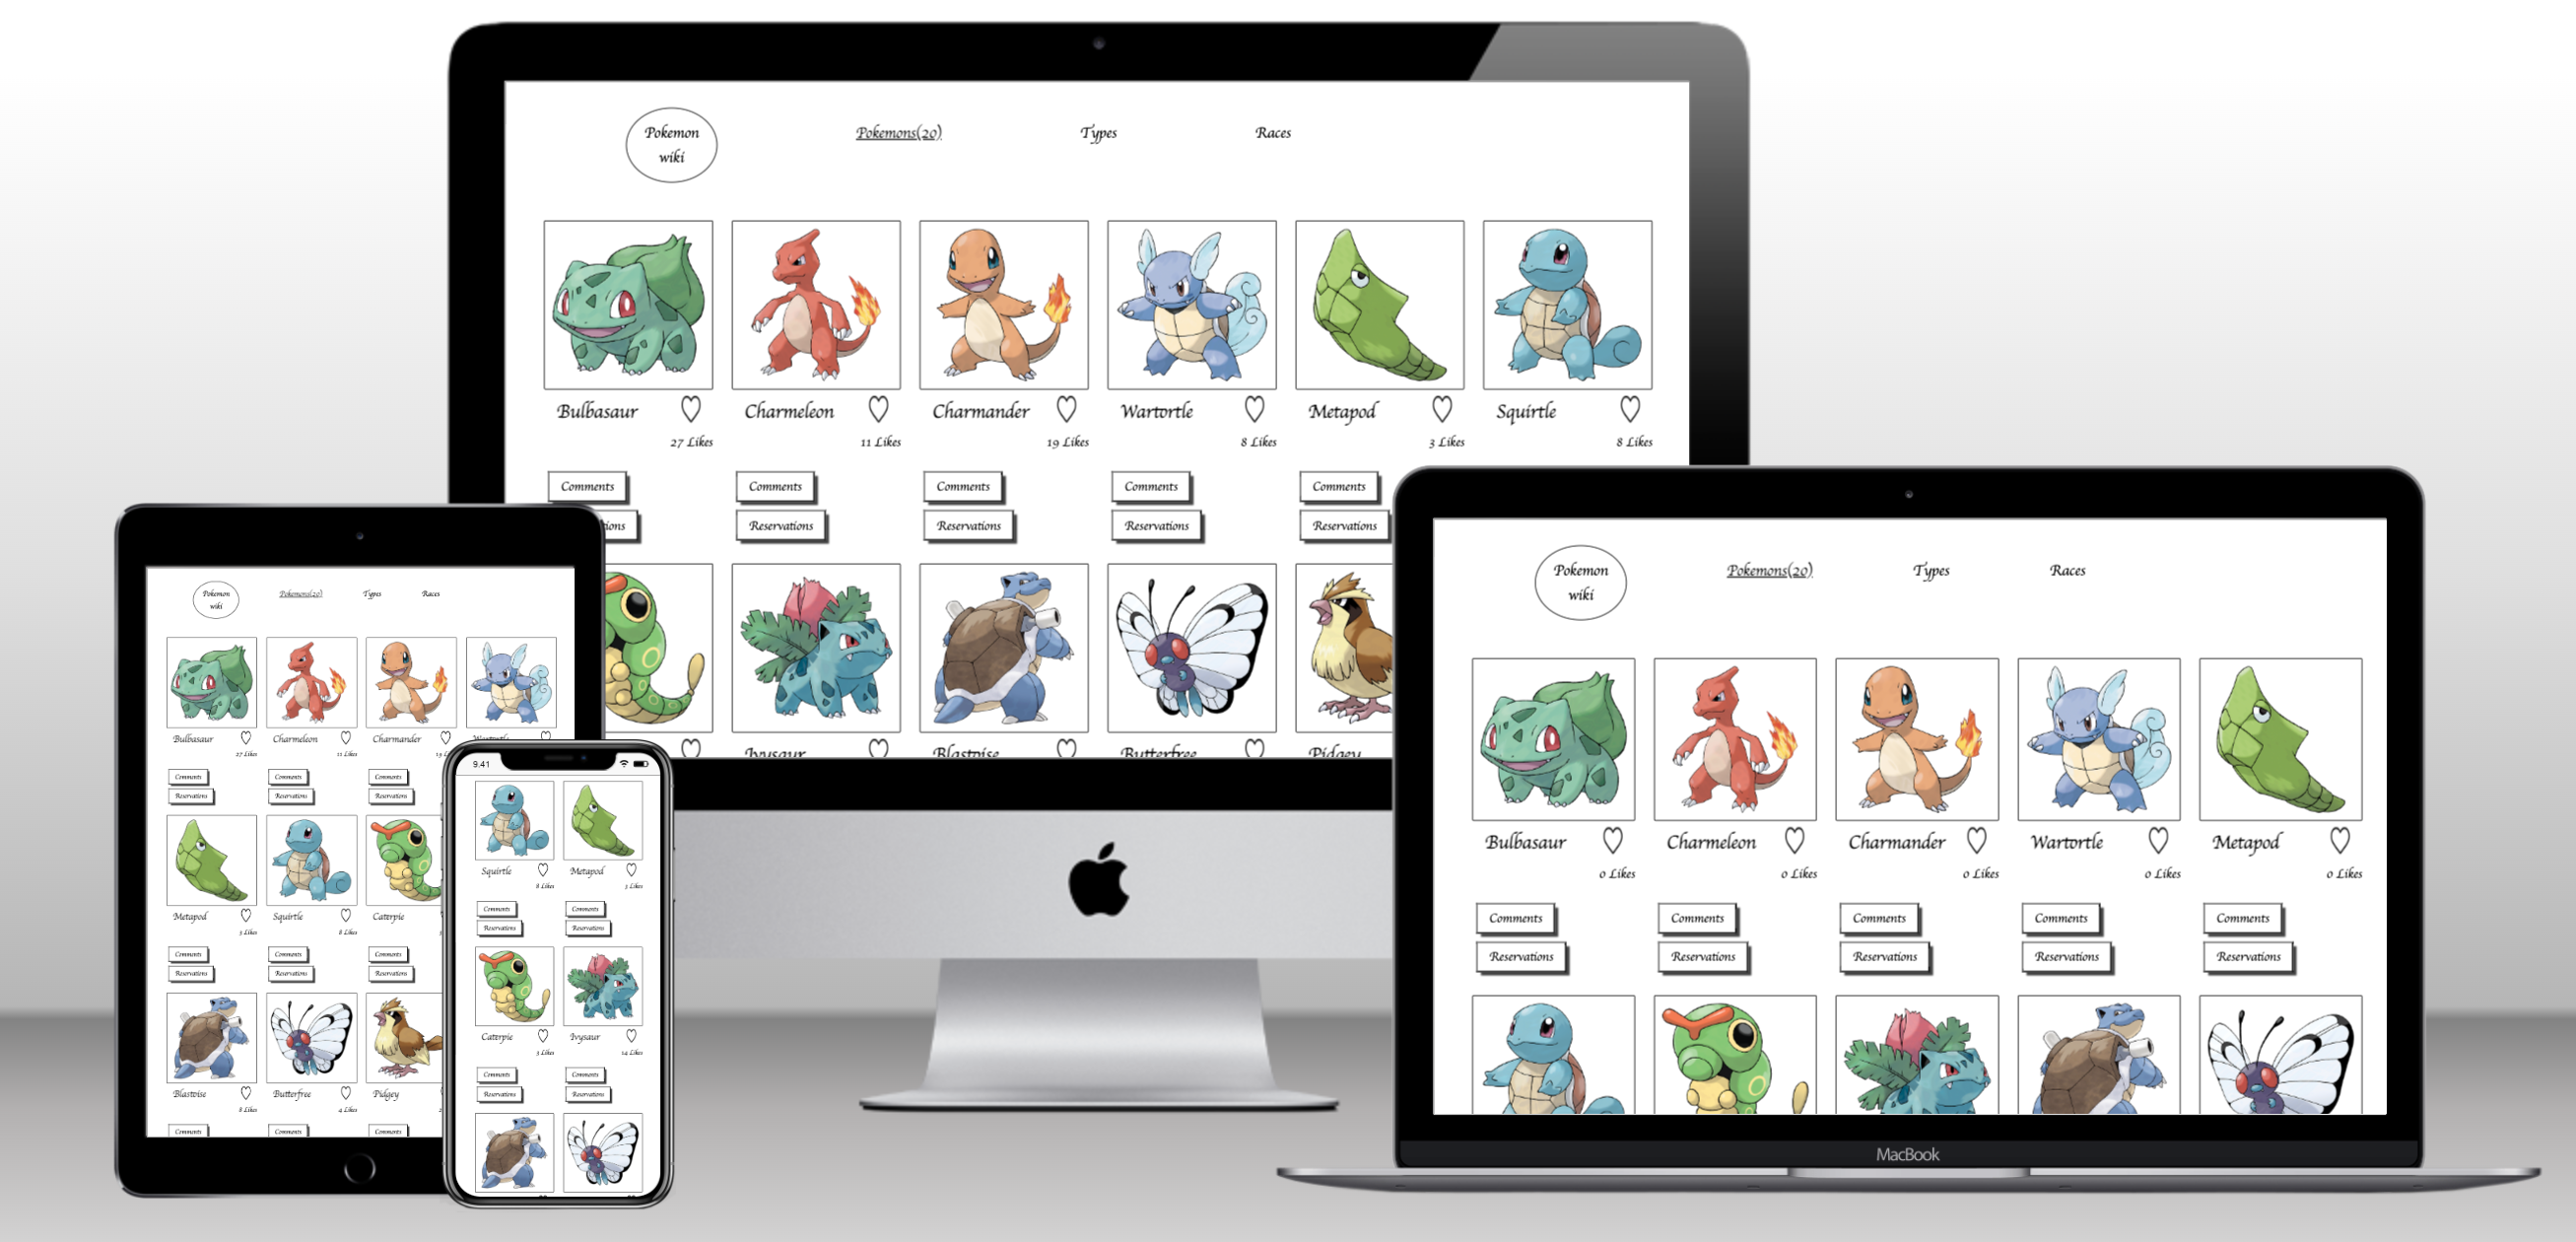 Pokemon
wiki
Pokemons(20)
Types
Races
Bulbasaur
Charmeleon
Charmander
Wartortle
Metapod
Squirtle
27 Likes
11 Likes
19 Likes
8 Likes
3 Likes
8 Likes
Comments
Comments
Comments
Comments
Comments
Reservations
Reservations
Reservations
Reservations
Ivysaur
Blastoise
Butterfree
Pidgey
Pokemon
wiki
Pokemons(20)
Types
Races
Bulbasaur
Charmeleon
Charmander
Wartortle
27 Likes
11 Likes
Comments
Comments
Comments
Reservations
Reservations
Reservations
Metapod
Squirtle
Caterpie
3 Likes
8 Likes
Comments
Comments
Comments
Reservations
Reservations
Reservations
Blastoise
Butterfree
Pidgey
8 Likes
4 Likes
Comments
Comments
Comments
9.41
Squirtle
Metapod
8 Likes
3 Likes
Comments
Comments
Reservations
Reservations
Caterpie
Ivysaur
3 Likes
14 Likes
Comments
Comments
Reservations
Reservations
Pokemon
wiki
Pokemons(20)
Types
Races
Bulbasaur
Charmeleon
Charmander
Wartortle
Metapod
0 Likes
0 Likes
0 Likes
0 Likes
0 Likes
Comments
Comments
Comments
Comments
Comments
Reservations
Reservations
Reservations
Reservations
Reservations
MacBook